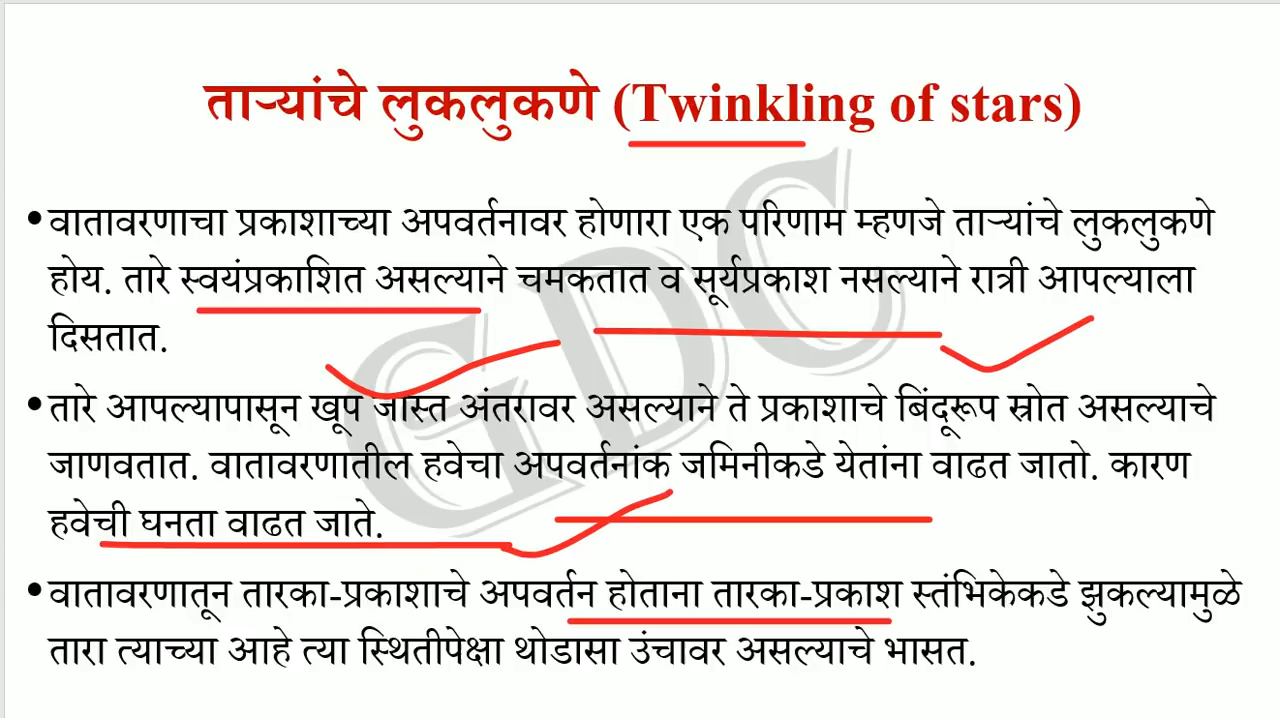 ताऱ्यांचे लुकलुकणे (Twinkling of stars)
• वातावरणाचा प्रकाशाच्या अपवर्तनावर होणारा एक परिणाम म्हणजे ताऱ्यांचे लुकलुकणे
होय. तारे स्वयंप्रकाशित असल्याने चमकतात व सूर्यप्रकाश नसल्याने रात्री आपल्याला
दिसतात.
• तारे आपल्यापासून खूप जास्त अंतरावर असल्याने ते प्रकाशाचे बिंदूरूप स्रोत असल्याचे
जाणवतात. वातावरणातील हवेचा अपवर्तनांक जमिनीकडे येतांना वाढत जातो. कारण
हवेची घनता वाढत जाते.
• वातावरणातून तारका-प्रकाशाचे अपवर्तन होताना तारका-प्रकाश स्तंभिकेकडे झुकल्यामुळे
तारा त्याच्या आहे त्या स्थितीपेक्षा थोडासा उंचावर असल्याचे भासत.
GDC